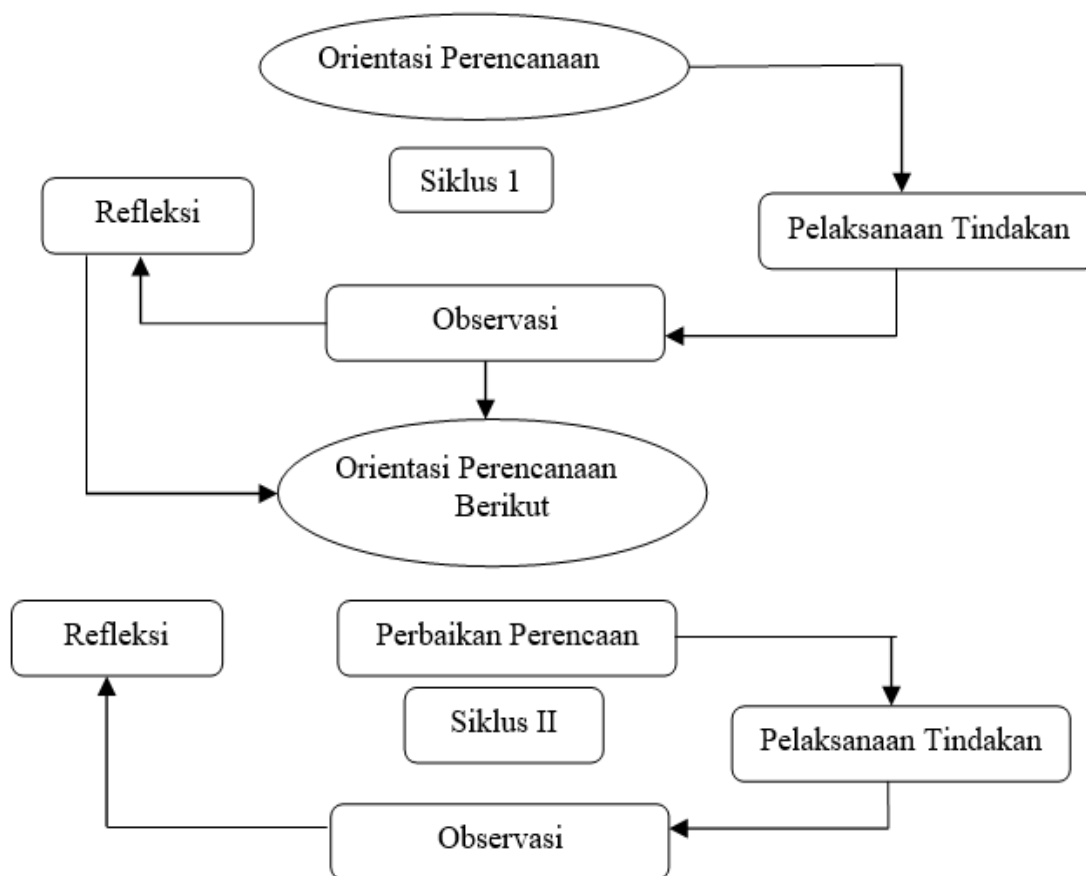 Orientasi Perencanaan
Siklus 1
Refleksi
Pelaksanaan Tindakan
Observasi
Orientasi Perencanaan
Berikut
Refleksi
Perbaikan Perencaan
Siklus II
Pelaksanaan Tindakan
Observasi